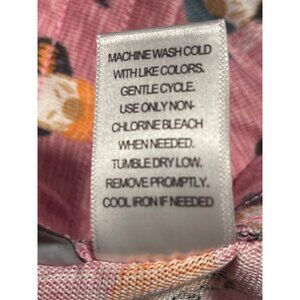 MACHINE WASH COLD
WITH LIKE COLORS.
GENTLE CYCLE.
USE ONLY NON-
CHLORINE BLEACH
WHEN NEEDED.
TUMBLE DRY LOW.
REMOVE PROMPTLY.
COOL IRON IF NEEDED